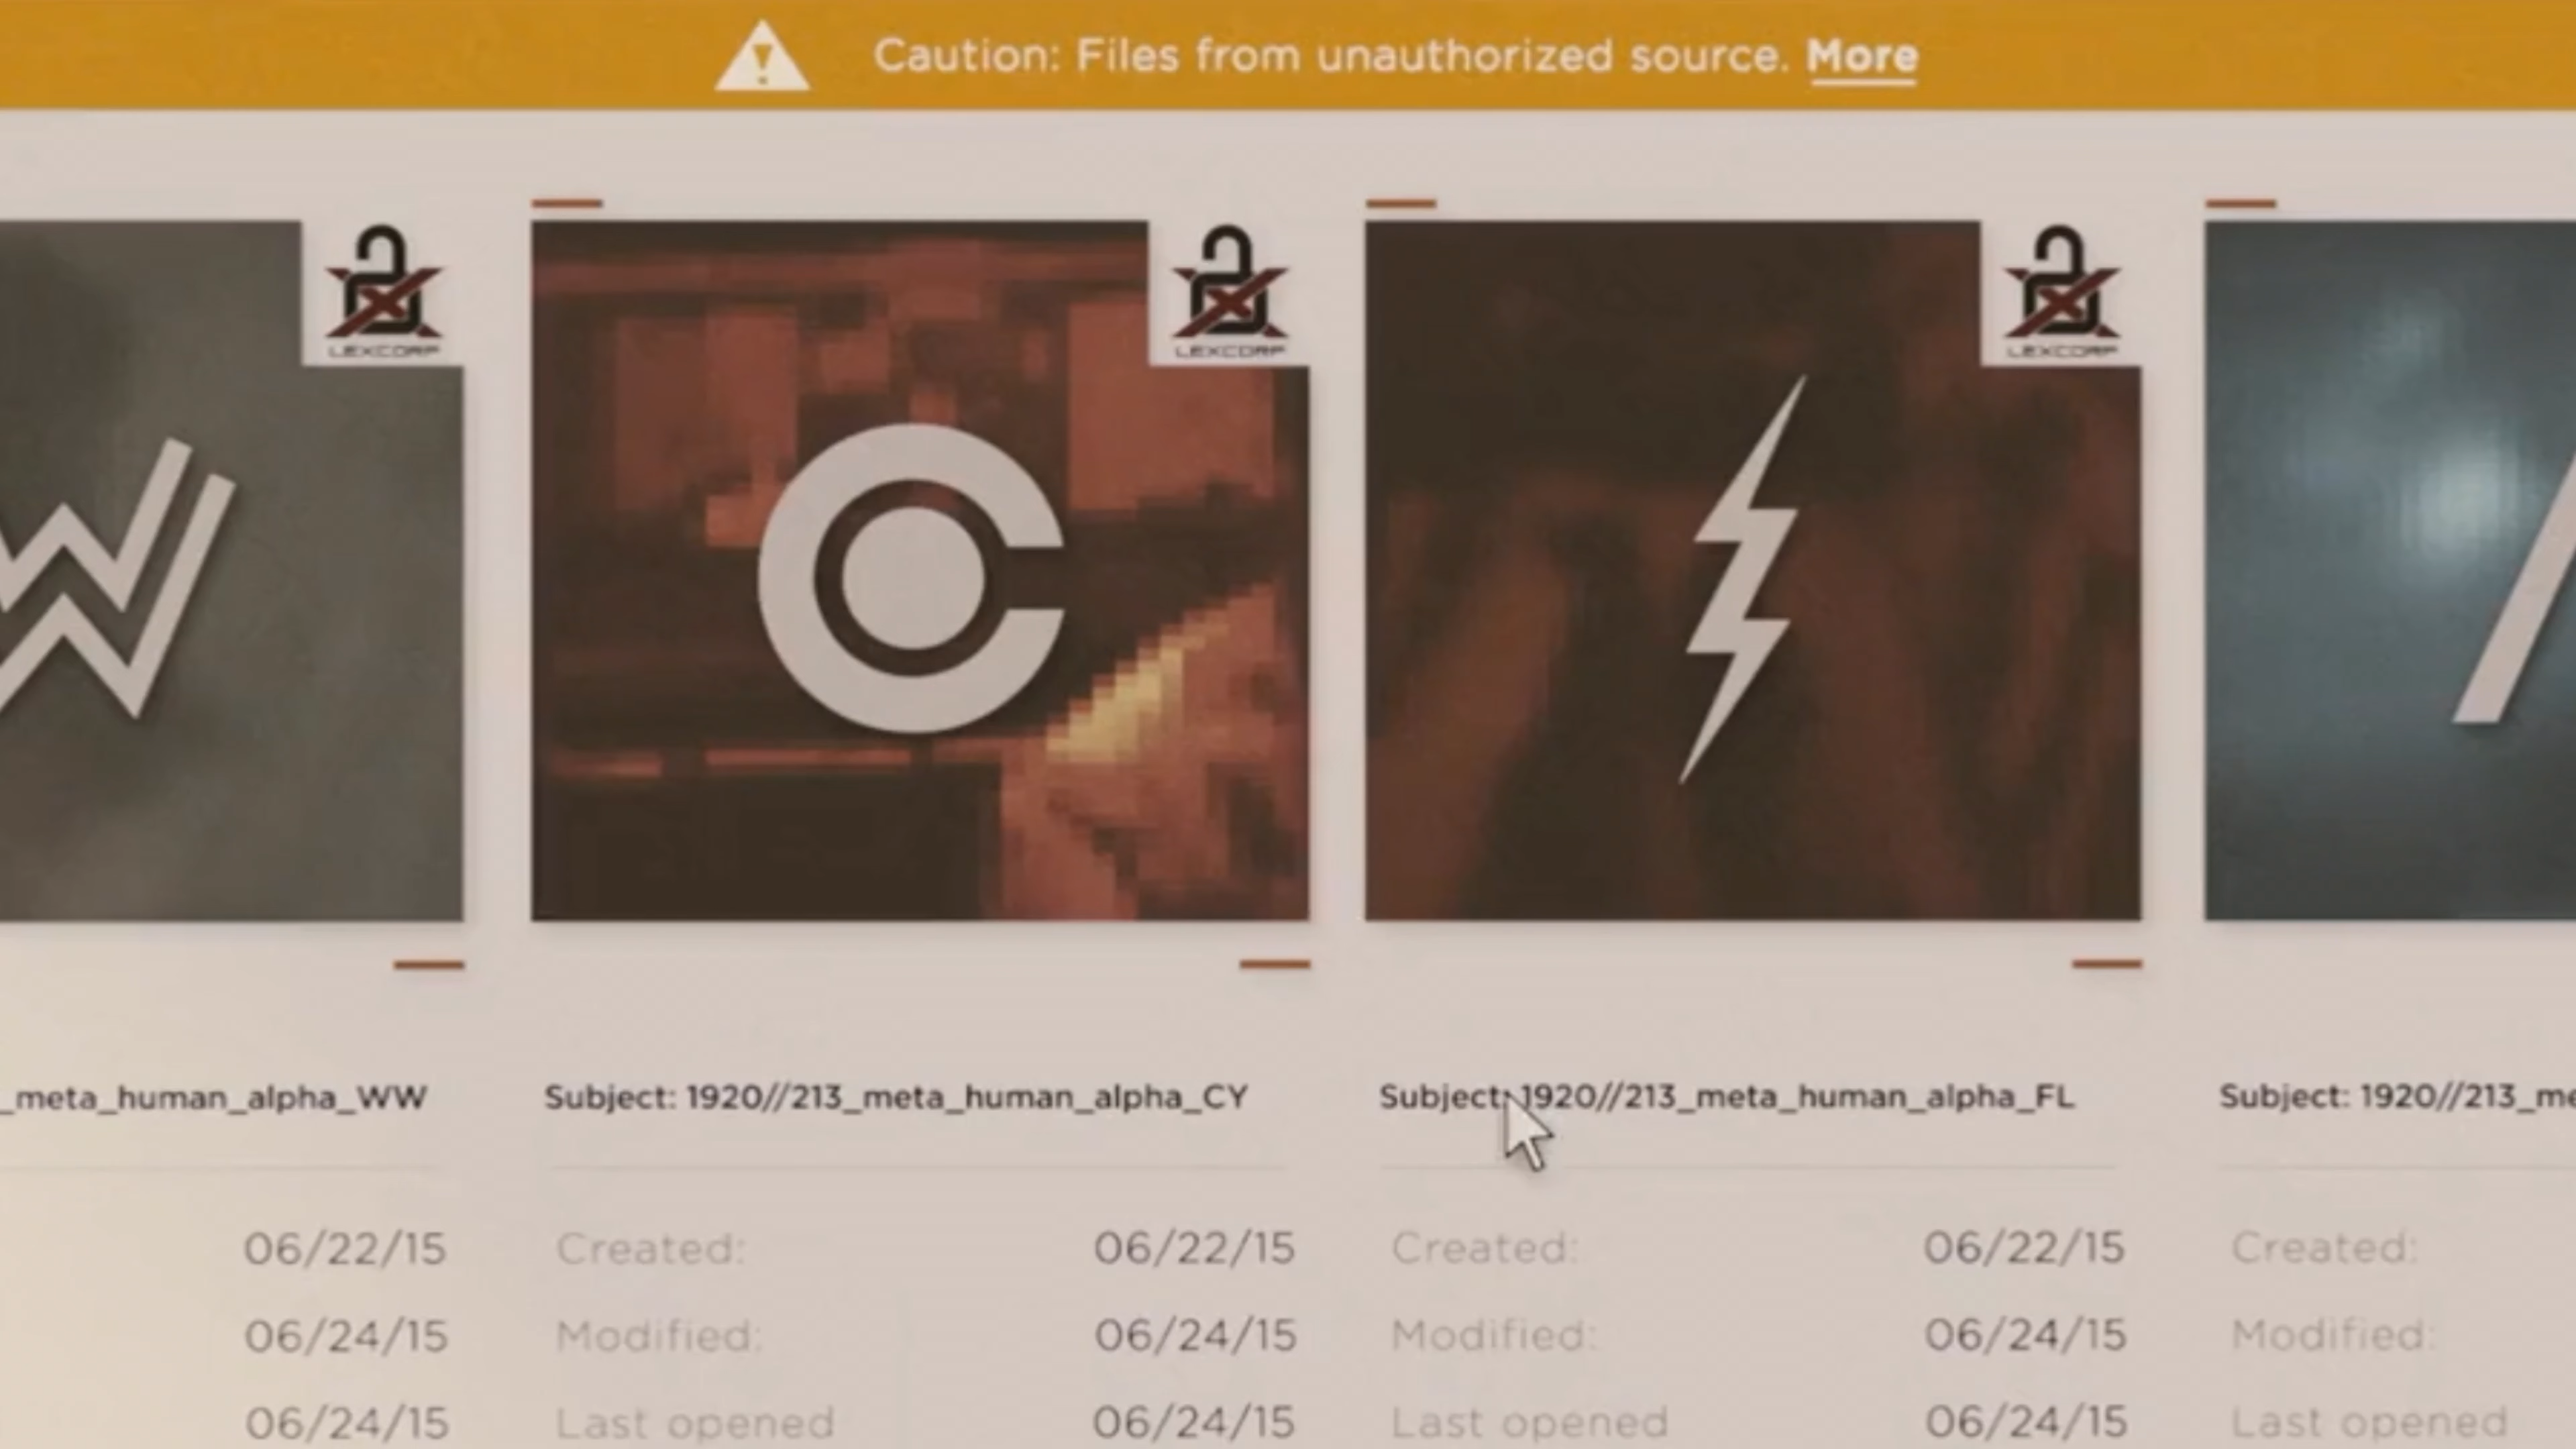 Caution: Files from unauthorized source. More
LEXCORP
LEXCORP
LEXCORP
W
C
_meta_human_alpha_WW
Subject: 1920//213_meta_human_alpha_CY
Subject: 1920//213_meta_human_alpha_FL
Subject: 1920//213_me
06/22/15
Created: 06/22/15
Created: 06/22/15
Created:
06/24/15
Modified: 06/24/15
Modified: 06/24/15
Modified:
06/24/15
Last opened 06/24/15
Last opened 06/24/15
Last opened